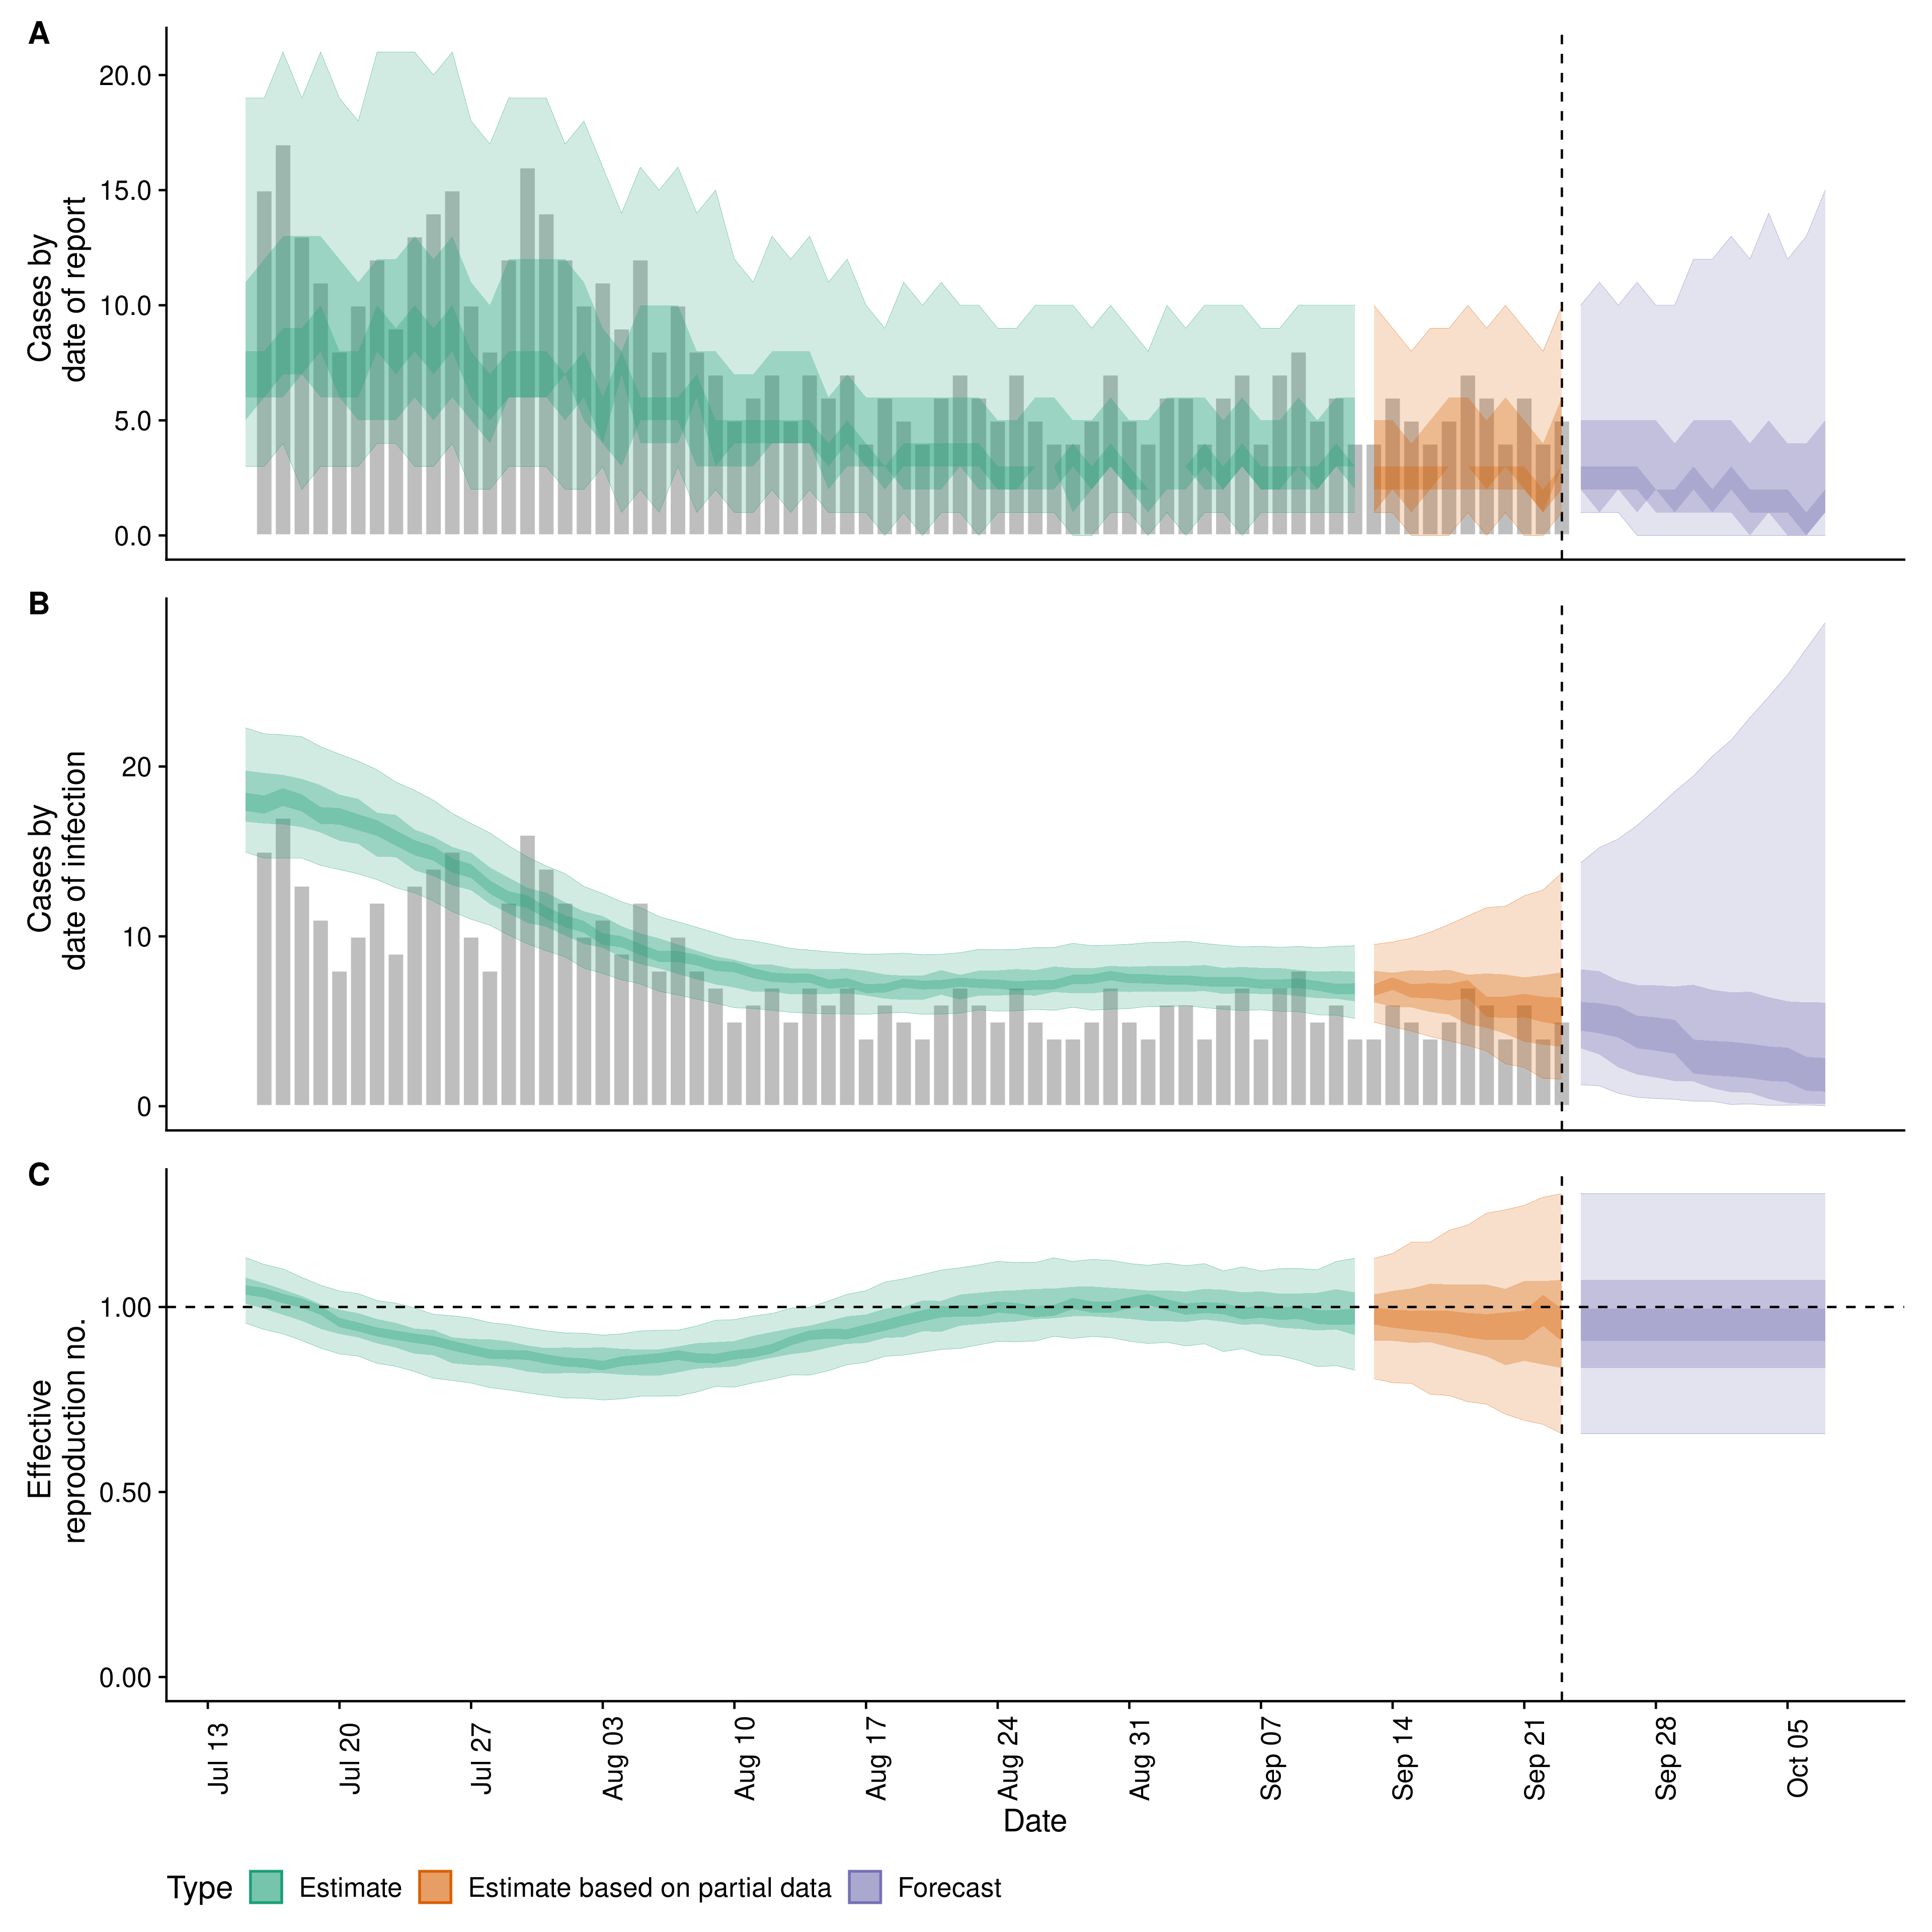 A
Cases by
date of report
20.0
15.0
10.0
5.0
0.0
B
Cases by
date of infection
20
10
0
C
Effective
reproduction no.
1.00
0.50
0.00
Jul 13
Jul 20
Jul 27
Aug 03
Aug 10
Aug 17
Aug 24
Aug 31
Sep 07
Sep 14
Sep 21
Sep 28
Oct 05
Date
Type Estimate Estimate based on partial data Forecast